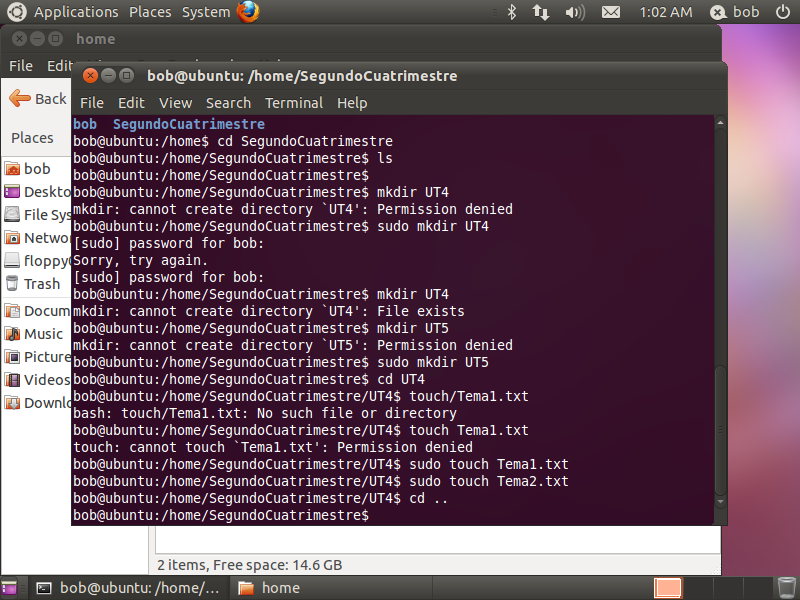 Applications Places System 1:02 AM bob
home
File Edit
bob@ubuntu: /home/SegundoCuatrimestre
File Edit View Search Terminal Help
Back
Places
bob
File
Trash
Music
bob SegundoCuatrimestre
bob@ubuntu:/home$ cd SegundoCuatrimestre
bob@ubuntu:/home/SegundoCuatrimestre$ ls
bob@ubuntu:/home/SegundoCuatrimestre$
bob@ubuntu:/home/SegundoCuatrimestre$ mkdir UT4
mkdir: cannot create directory `UT4': Permission denied
bob@ubuntu:/home/SegundoCuatrimestre$ sudo mkdir UT4
[sudo] password for bob:
Sorry, try again.
[sudo] password for bob:
bob@ubuntu:/home/SegundoCuatrimestre$ mkdir UT4
mkdir: cannot create directory `UT4': File exists
bob@ubuntu:/home/SegundoCuatrimestre$ mkdir UT5
mkdir: cannot create directory `UT5': Permission denied
bob@ubuntu:/home/SegundoCuatrimestre$ sudo mkdir UT5
bob@ubuntu:/home/SegundoCuatrimestre$ cd UT4
bob@ubuntu:/home/SegundoCuatrimestre/UT4$ touch/Tema1.txt
bash: touch/Tema1.txt: No such file or directory
bob@ubuntu:/home/SegundoCuatrimestre/UT4$ touch Tema1.txt
touch: cannot touch `Tema1.txt': Permission denied
bob@ubuntu:/home/SegundoCuatrimestre/UT4$ sudo touch Tema1.txt
bob@ubuntu:/home/SegundoCuatrimestre/UT4$ sudo touch Tema2.txt
bob@ubuntu:/home/SegundoCuatrimestre/UT4$ cd ..
bob@ubuntu:/home/SegundoCuatrimestre$
Videos
2 items, Free space: 14.6 GB
bob@ubuntu: /home/... home